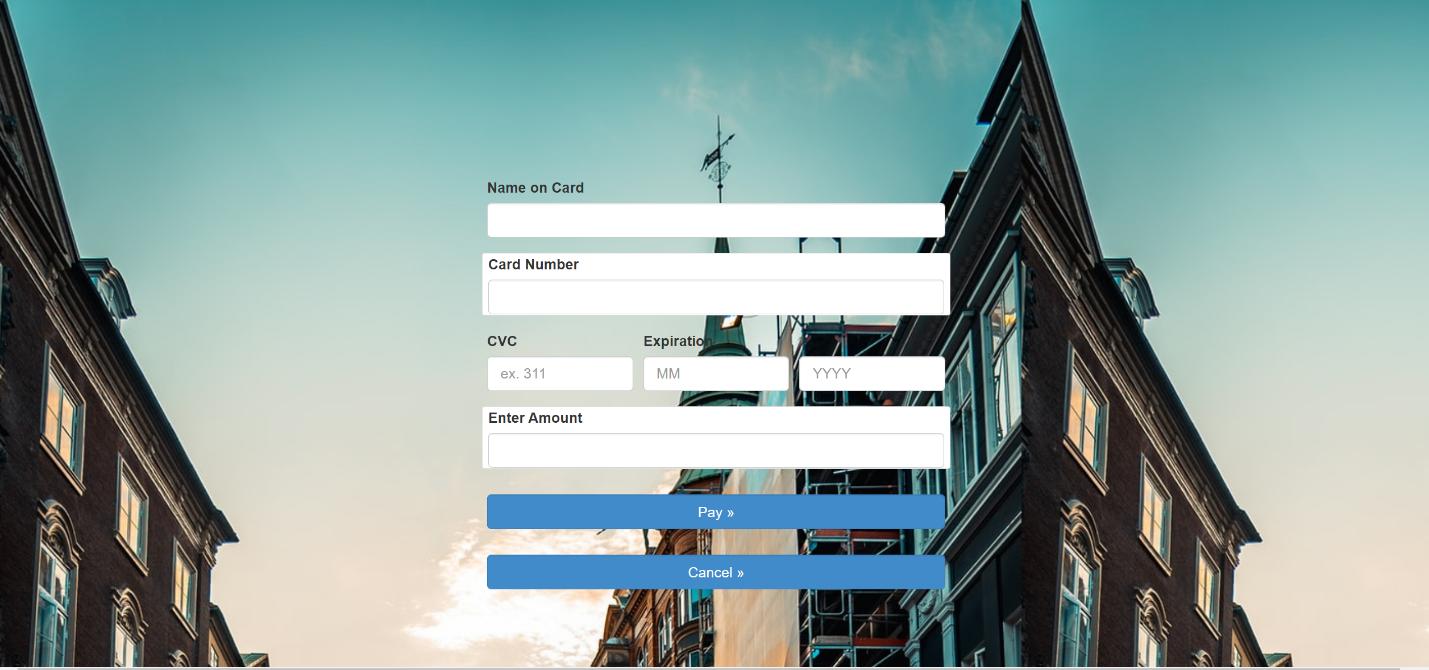 Name on Card
Card Number
CVC Expiration
ex. 311 MM YYYY
Enter Amount
Pay »
Cancel »